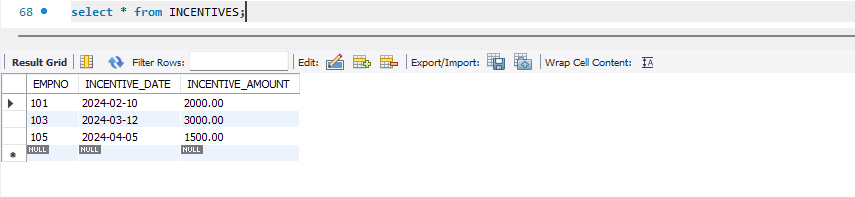 68 select * from INCENTIVES;
Result Grid Filter Rows: Edit: Export/Import: Wrap Cell Content: IA
EMPNO INCENTIVE_DATE INCENTIVE_AMOUNT
101 2024-02-10 2000.00
103 2024-03-12 3000.00
105 2024-04-05 1500.00
NULL NULL NULL